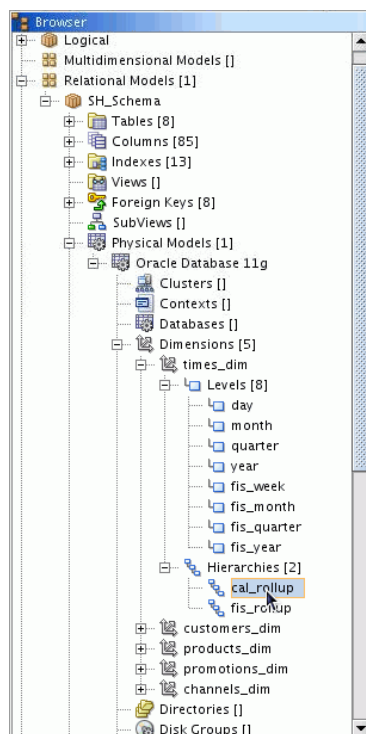 Browser
Logical
Multidimensional Models []
Relational Models [1]
SH_Schema
Tables [8]
Columns [85]
Indexes [13]
Views []
Foreign Keys [8]
SubViews []
Physical Models [1]
Oracle Database 11g
Clusters []
Contexts []
Databases []
Dimensions [5]
times_dim
Levels [8]
day
month
quarter
year
fis_week
fis_month
fis_quarter
fis_year
Hierarchies [2]
cal_rollup
fis_rollup
customers_dim
products_dim
promotions_dim
channels_dim
Directories []
Disk Groups []